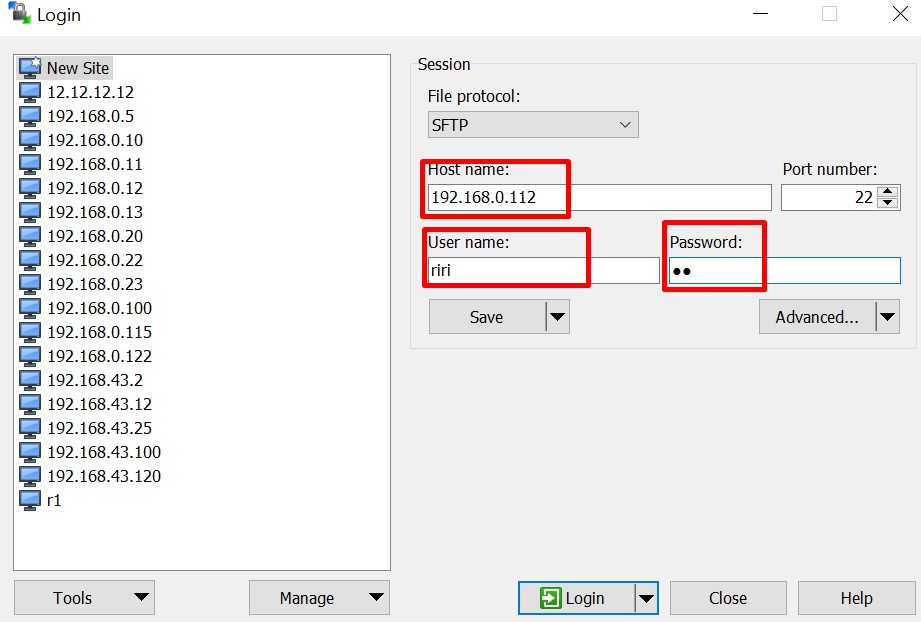 Login
New Site
12.12.12.12
192.168.0.5
192.168.0.10
192.168.0.11
192.168.0.12
192.168.0.13
192.168.0.20
192.168.0.22
192.168.0.23
192.168.0.100
192.168.0.115
192.168.0.122
192.168.43.2
192.168.43.12
192.168.43.25
192.168.43.100
192.168.43.120
r1
Tools
Manage
Session
File protocol:
SFTP
Host name:
Port number:
192.168.0.112
22
User name:
Password:
riri
●●
Save
Advanced...
Login
Close
Help